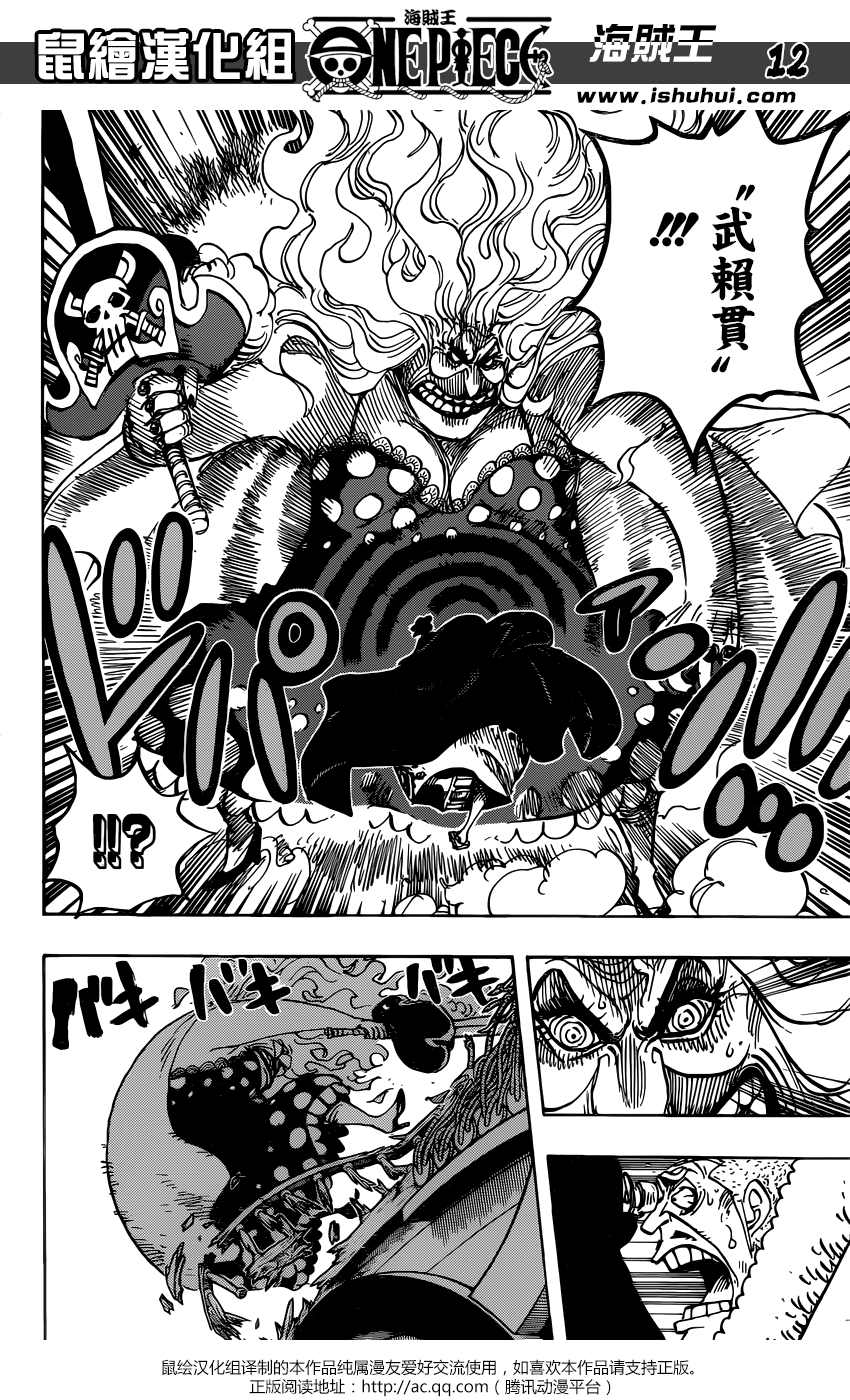 鼠繪漢化組
海賊王
ONE PIECE
海賊王
12
www.ishuhui.com
”武賴貫”
!!!
ドパアン
!!?
バキ
バキ
バキ
鼠绘汉化组译制的本作品纯属漫友爱好交流使用，如喜欢本作品请支持正版。
正版阅读地址：http://ac.qq.com（腾讯动漫平台）